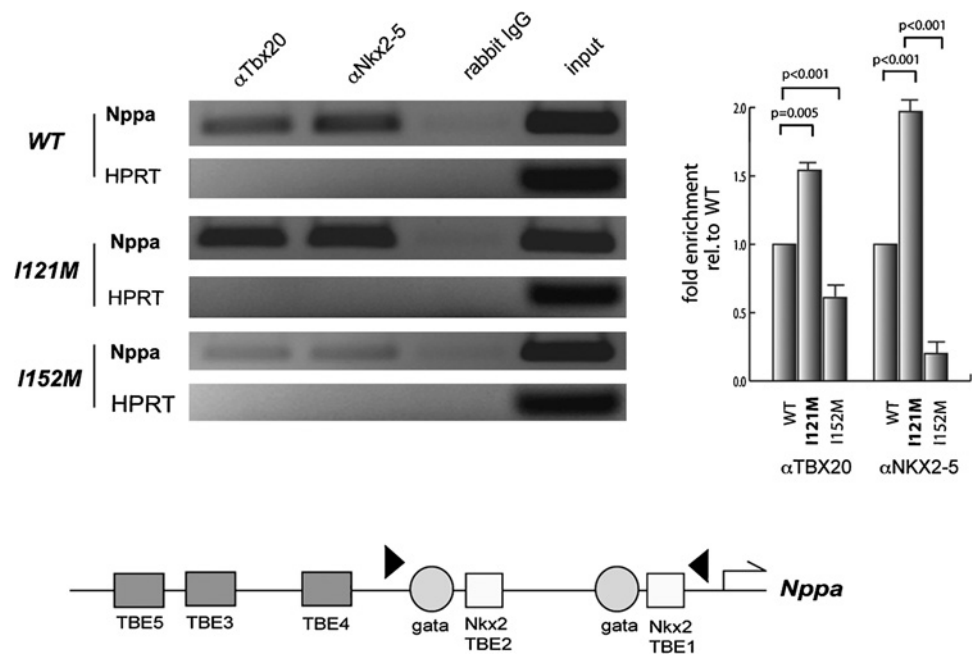 αTbx20 αNkx2-5 rabbit IgG input
WT
Nppa
HPRT
I121M
Nppa
HPRT
I152M
Nppa
HPRT
p<0.001
p<0.001
p<0.001
p=0.005
fold enrichment
rel. to WT
2.0
1.5
1.0
0.5
0.0
WT I121M I152M WT I121M I152M
αTBX20 αNKX2-5
TBE5 TBE3 TBE4 gata Nkx2 TBE2 gata Nkx2 TBE1
Nppa